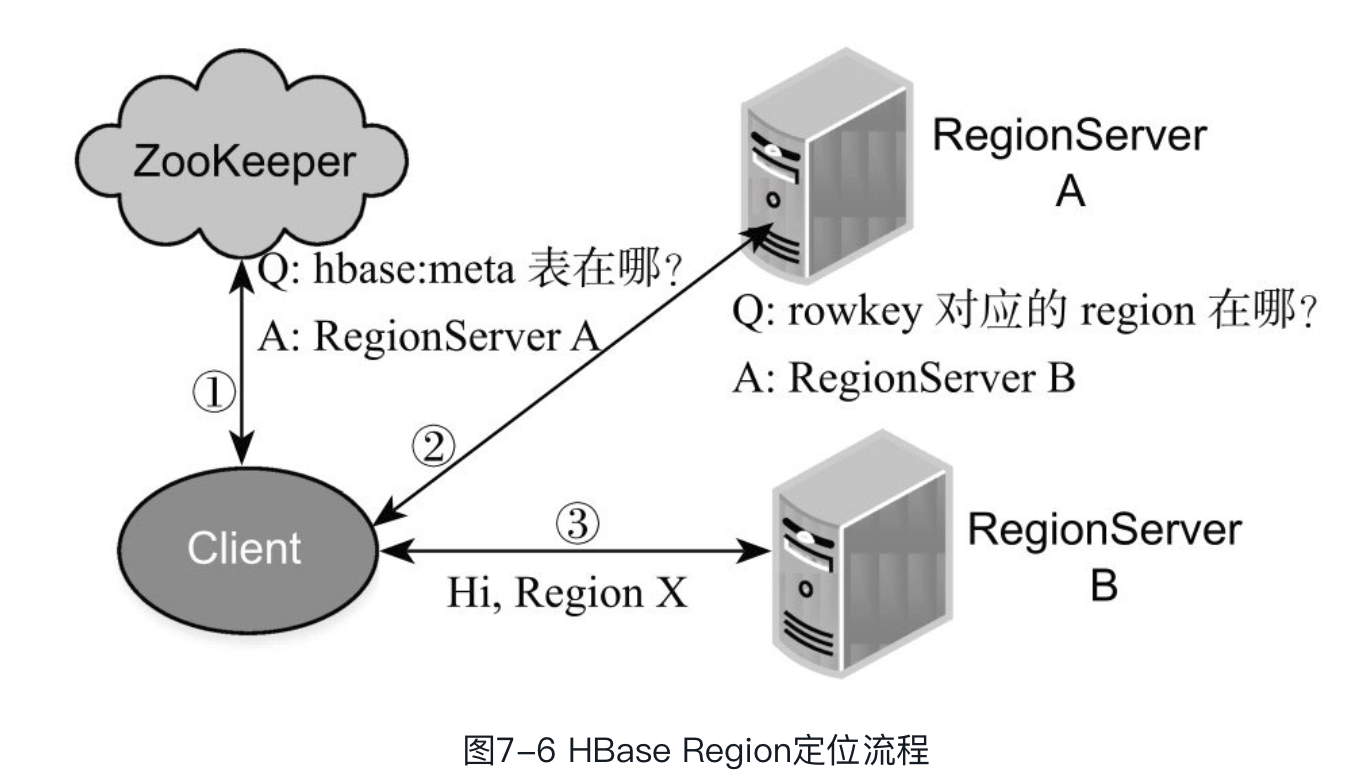 ZooKeeper
RegionServer
A
Q: hbase:meta 表在哪?
A: RegionServer A
Q: rowkey 对应的 region 在哪?
A: RegionServer B
①
②
③
Client
Hi, Region X
RegionServer
B
图7-6 HBase Region定位流程